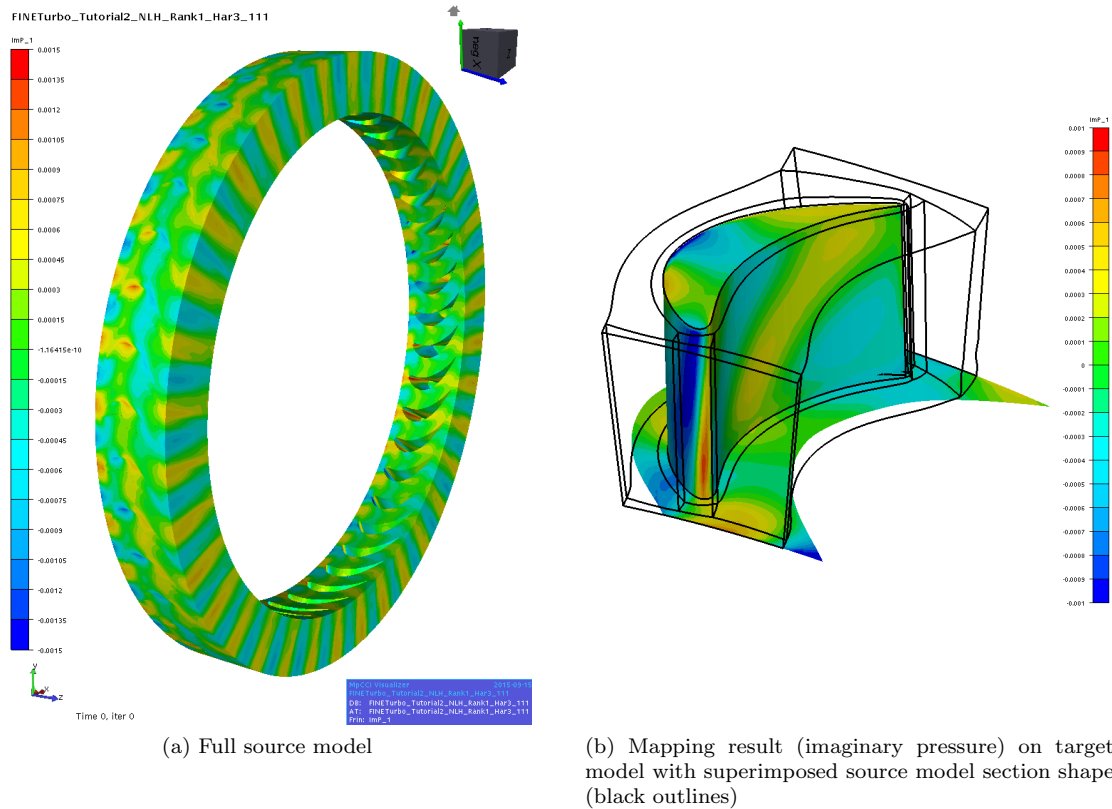 FINETurbo_Tutorial2_NLH_Rank1_Har3_111
ImP_1
0.0015
0.00135
0.0012
0.00105
0.0009
0.00075
0.0006
0.00045
0.0003
0.00015
-1.16415e-10
-0.00015
-0.0003
-0.00045
-0.0006
-0.00075
-0.0009
-0.00105
-0.0012
-0.00135
-0.0015
neg X
Y
X
Z
Time 0, iter 0
MpCCI Visualizer 2015-09-15
FINETurbo_Tutorial2_NLH_Rank1_Har3_111
DB: FINETurbo_Tutorial2_NLH_Rank1_Har3_111
AT: FINETurbo_Tutorial2_NLH_Rank1_Har3_111
Frin: ImP_1
(a) Full source model
ImP_1
0.001
0.0009
0.0008
0.0007
0.0006
0.0005
0.0004
0.0003
0.0002
0.0001
0
-0.0001
-0.0002
-0.0003
-0.0004
-0.0005
-0.0006
-0.0007
-0.0008
-0.0009
-0.001
(b) Mapping result (imaginary pressure) on target
model with superimposed source model section shape
(black outlines)